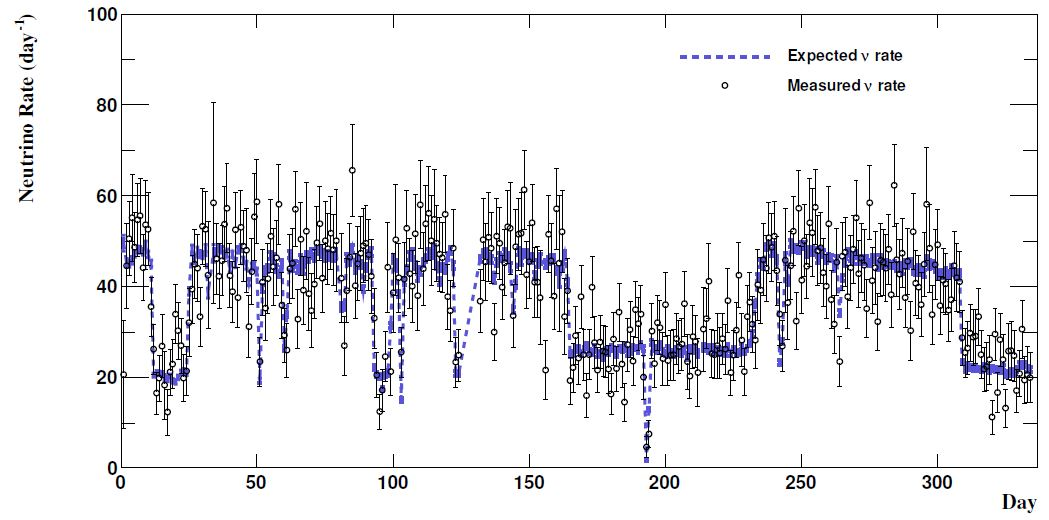 Neutrino Rate (day⁻¹)
100
80
60
40
20
0
Expected ν rate
Measured ν rate
0 50 100 150 200 250 300
Day